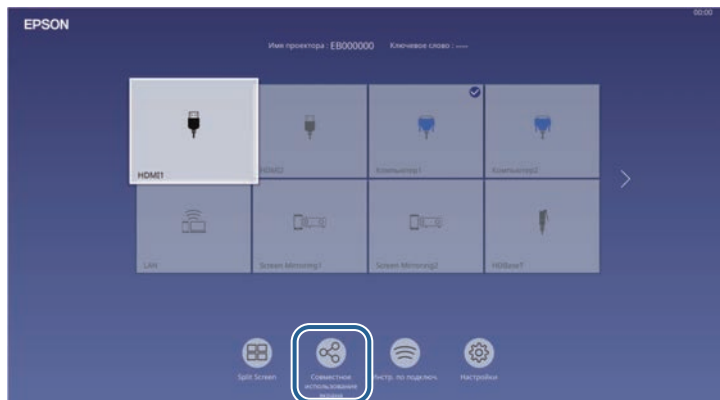 00:00
EPSON
Имя проектора : EB000000 Ключевое слово : ----
HDMI1
HDMI2
Компьютер1
Компьютер2
LAN
Screen Mirroring1
Screen Mirroring2
HDBaseT
Split Screen
Совместное
использование
экрана
Инстр. по подключ.
Настройки